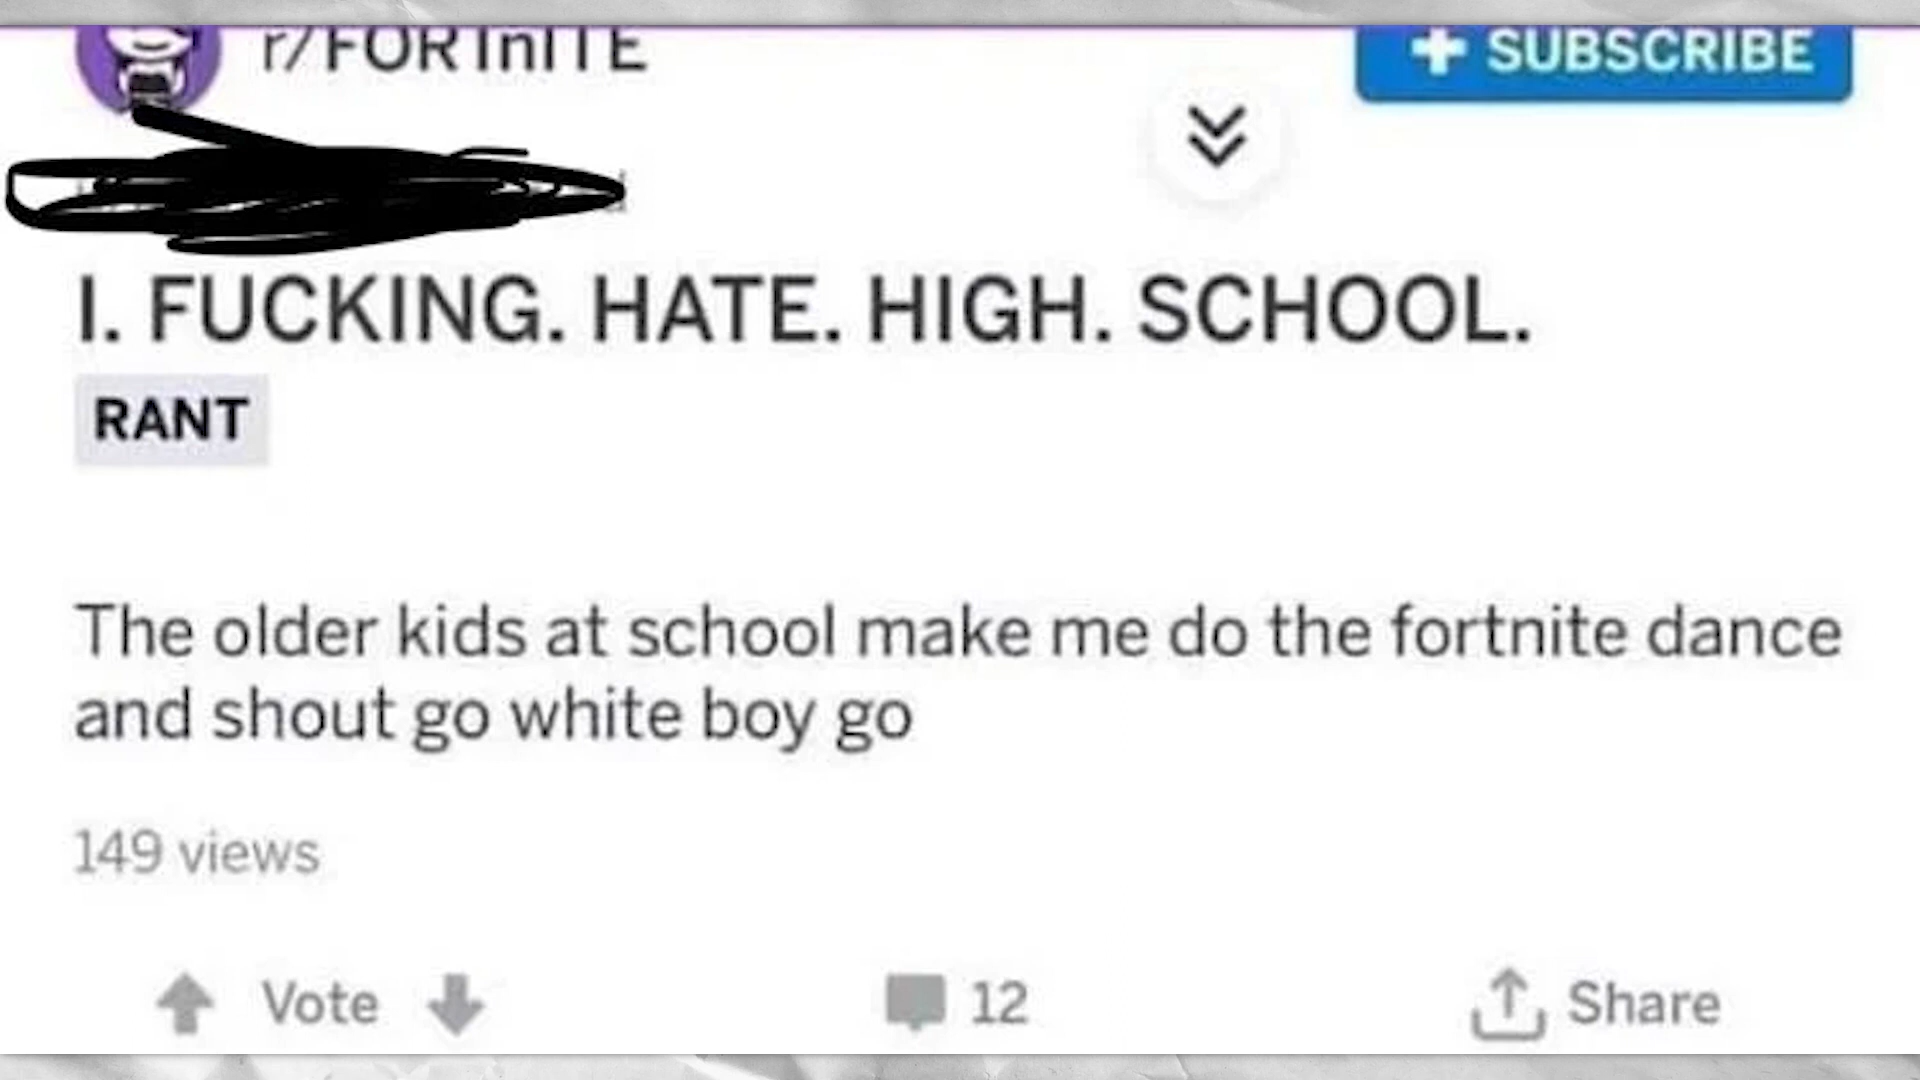 r/FORTnITE
+ SUBSCRIBE
I. FUCKING. HATE. HIGH. SCHOOL.
RANT
The older kids at school make me do the fortnite dance
and shout go white boy go
149 views
Vote
12
Share